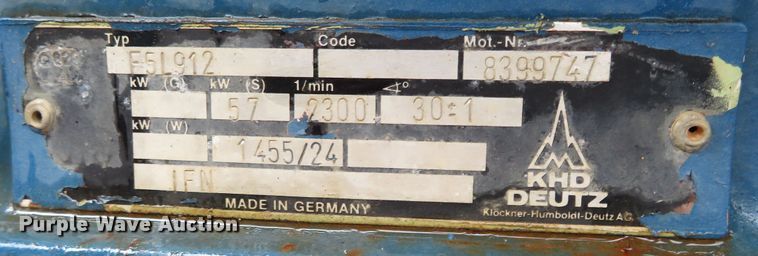 Typ Code Mot.-Nr.
F5L912 8399747
kW (G) kW (S) 1/min ∢°
57 2300 30±1
kW (W)
1455/24
IFN
KHD
DEUTZ
MADE IN GERMANY Klöckner-Humboldt-Deutz AG
Purple Wave Auction